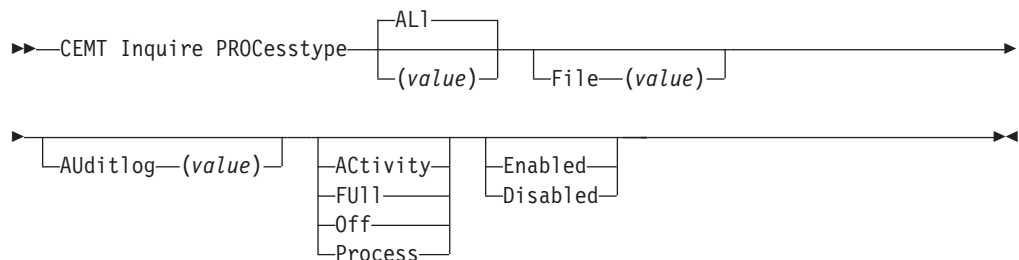 ALl
CEMT Inquire PROCesstype
(value)
File (value)
AUditlog (value)
ACtivity
FUll
Off
Process
Enabled
Disabled